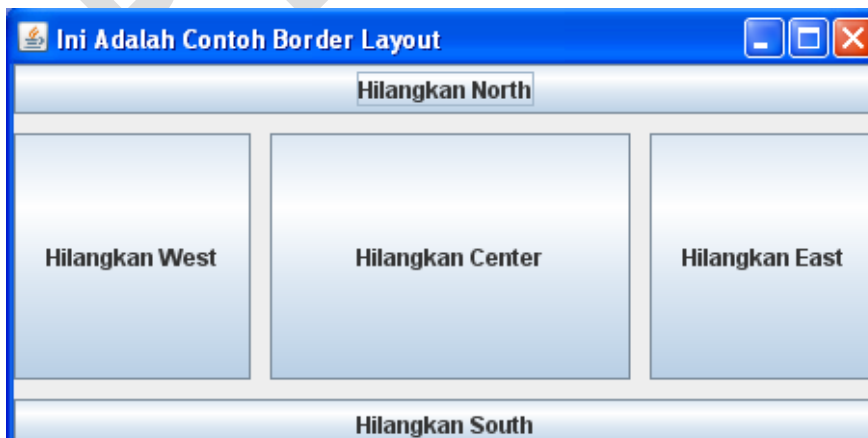 Ini Adalah Contoh Border Layout
Hilangkan North
Hilangkan West
Hilangkan Center
Hilangkan East
Hilangkan South